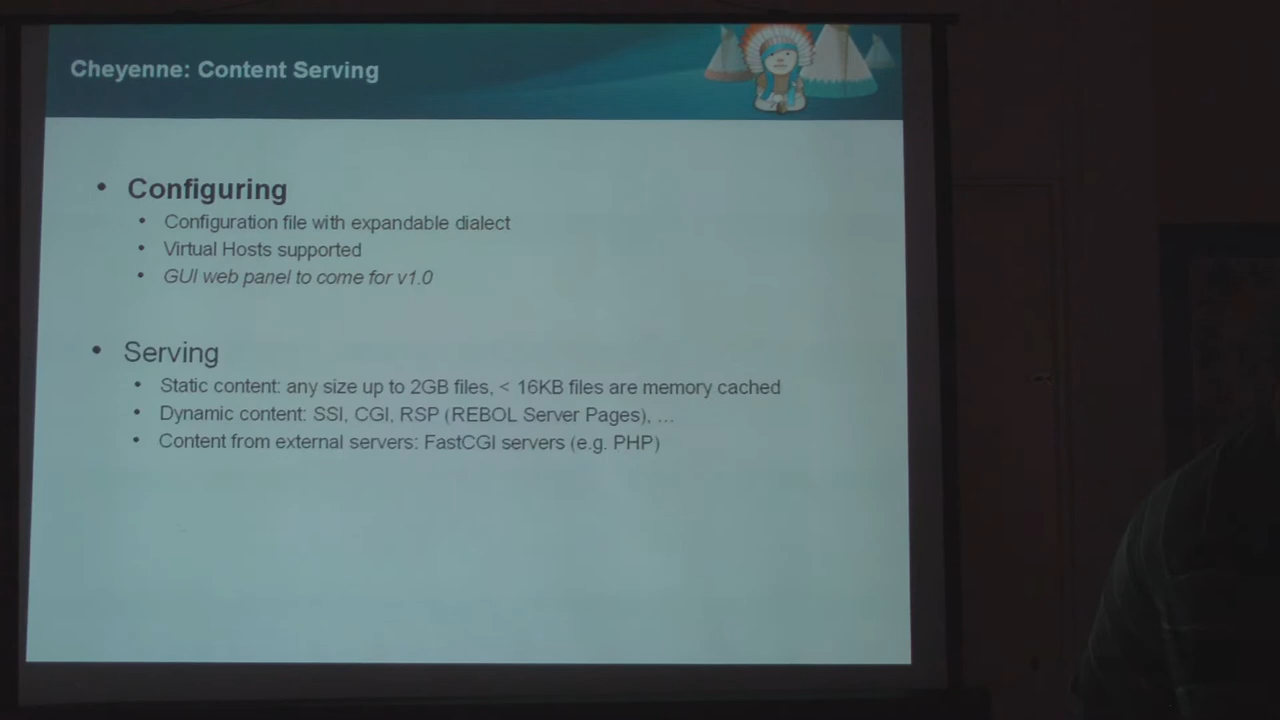 Cheyenne: Content Serving
• Configuring
• Configuration file with expandable dialect
• Virtual Hosts supported
• GUI web panel to come for v1.0
• Serving
• Static content: any size up to 2GB files, < 16KB files are memory cached
• Dynamic content: SSI, CGI, RSP (REBOL Server Pages), ...
• Content from external servers: FastCGI servers (e.g. PHP)